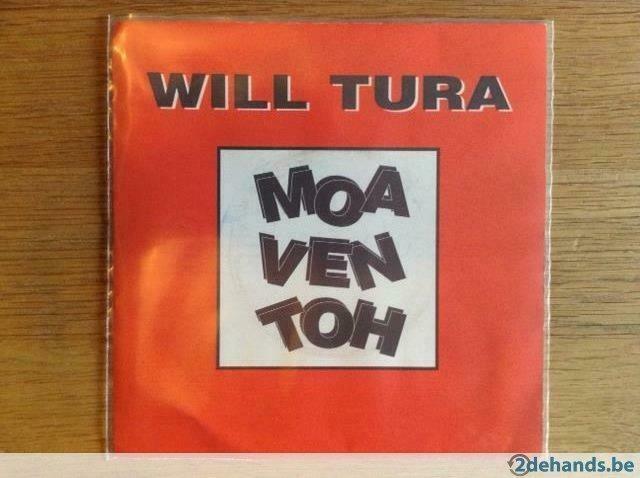 WILL TURA
MOA
VEN
TOH
2dehands.be